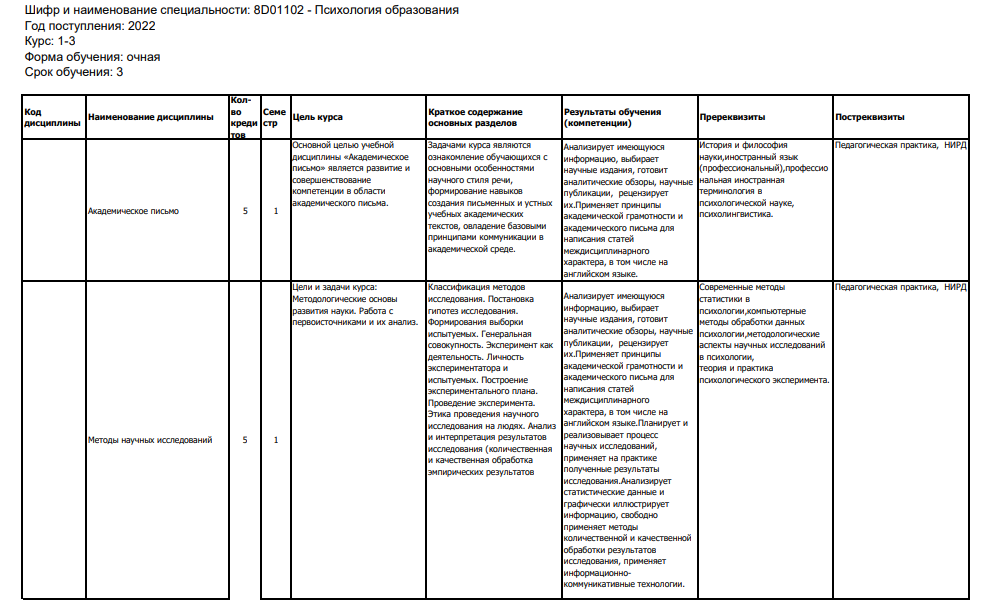 Шифр и наименование специальности: 8D01102 - Психология образования
Год поступления: 2022
Курс: 1-3
Форма обучения: очная
Срок обучения: 3
Код
дисциплины
Наименование дисциплины
Кол-
во
креди
тов
Семе
стр
Цель курса
Краткое содержание
основных разделов
Результаты обучения
(компетенции)
Пререквизиты
Постреквизиты
Академическое письмо
5
1
Основной целью учебной
дисциплины «Академическое
письмо» является развитие и
совершенствование
компетенции в области
академического письма.
Задачами курса являются
ознакомление обучающихся с
основными особенностями
научного стиля речи,
формирование навыков
создания письменных и устных
учебных академических
текстов, овладение базовыми
принципами коммуникации в
академической среде.
Анализирует имеющуюся
информацию, выбирает
научные издания, готовит
аналитические обзоры, научные
публикации, рецензирует
их.Применяет принципы
академической грамотности и
академического письма для
написания статей
междисциплинарного
характера, в том числе на
английском языке.
История и философия
науки,иностранный язык
(профессиональный),профессио
нальная иностранная
терминология в
психологической науке,
психолингвистика.
Педагогическая практика, НИРД
Методы научных исследований
5
1
Цели и задачи курса:
Методологические основы
развития науки. Работа с
первоисточниками и их анализ.
Классификация методов
исследования. Постановка
гипотез исследования.
Формирования выборки
испытуемых. Генеральная
совокупность. Эксперимент как
деятельность. Личность
экспериментатора и
испытуемых. Построение
экспериментального плана.
Проведение эксперимента.
Этика проведения научного
исследования на людях. Анализ
и интерпретация результатов
исследования (количественная
и качественная обработка
эмпирических результатов
Анализирует имеющуюся
информацию, выбирает
научные издания, готовит
аналитические обзоры, научные
публикации, рецензирует
их.Применяет принципы
академической грамотности и
академического письма для
написания статей
междисциплинарного
характера, в том числе на
английском языке.Планирует и
реализовывает процесс
научных исследований,
применяет на практике
полученные результаты
исследования.Анализирует
статистические данные и
графически иллюстрирует
информацию, свободно
применяет методы
количественной и качественной
обработки результатов
исследования, применяет
информационно-
коммуникативные технологии.
Современные методы
статистики в
психологии,компьютерные
методы обработки данных
психологии,методологические
аспекты научных исследований
в психологии,
теория и практика
психологического эксперимента.
Педагогическая практика, НИРД